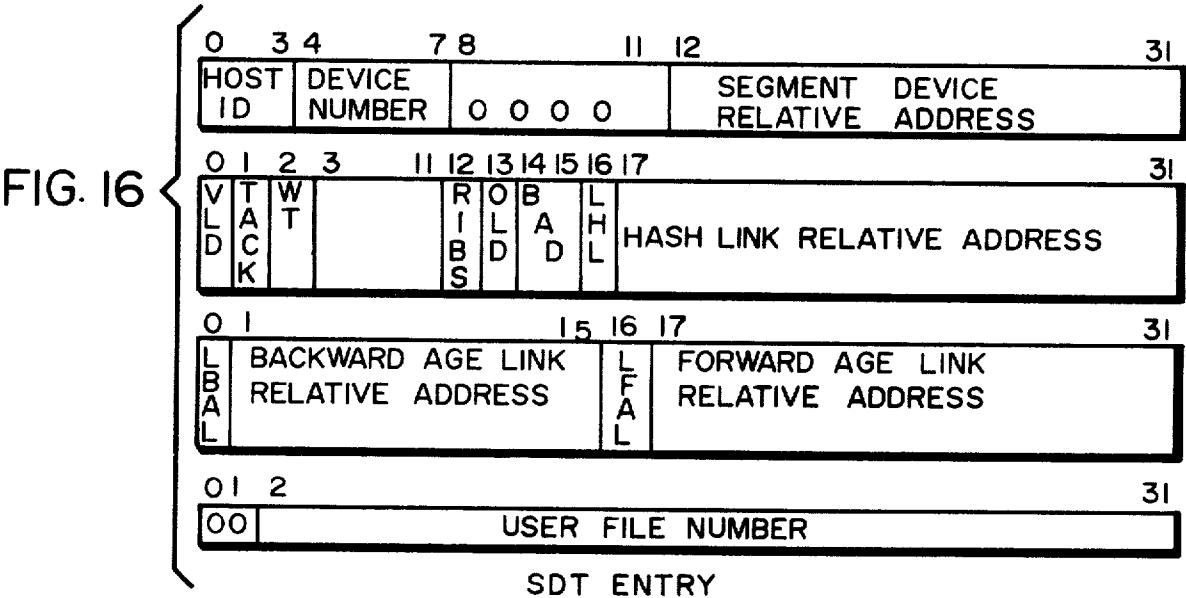 FIG. 16
0 3 4 7 8 11 12 31
HOST ID
DEVICE NUMBER
0 0 0 0
SEGMENT DEVICE
RELATIVE ADDRESS
0 1 2 3 11 12 13 14 15 16 17 31
VLD
TACK
WT
RIBS
OLD
BAD
LHL
HASH LINK RELATIVE ADDRESS
0 1 15 16 17 31
LBAL
BACKWARD AGE LINK
RELATIVE ADDRESS
LFAL
FORWARD AGE LINK
RELATIVE ADDRESS
0 1 2 31
00
USER FILE NUMBER
SDT ENTRY